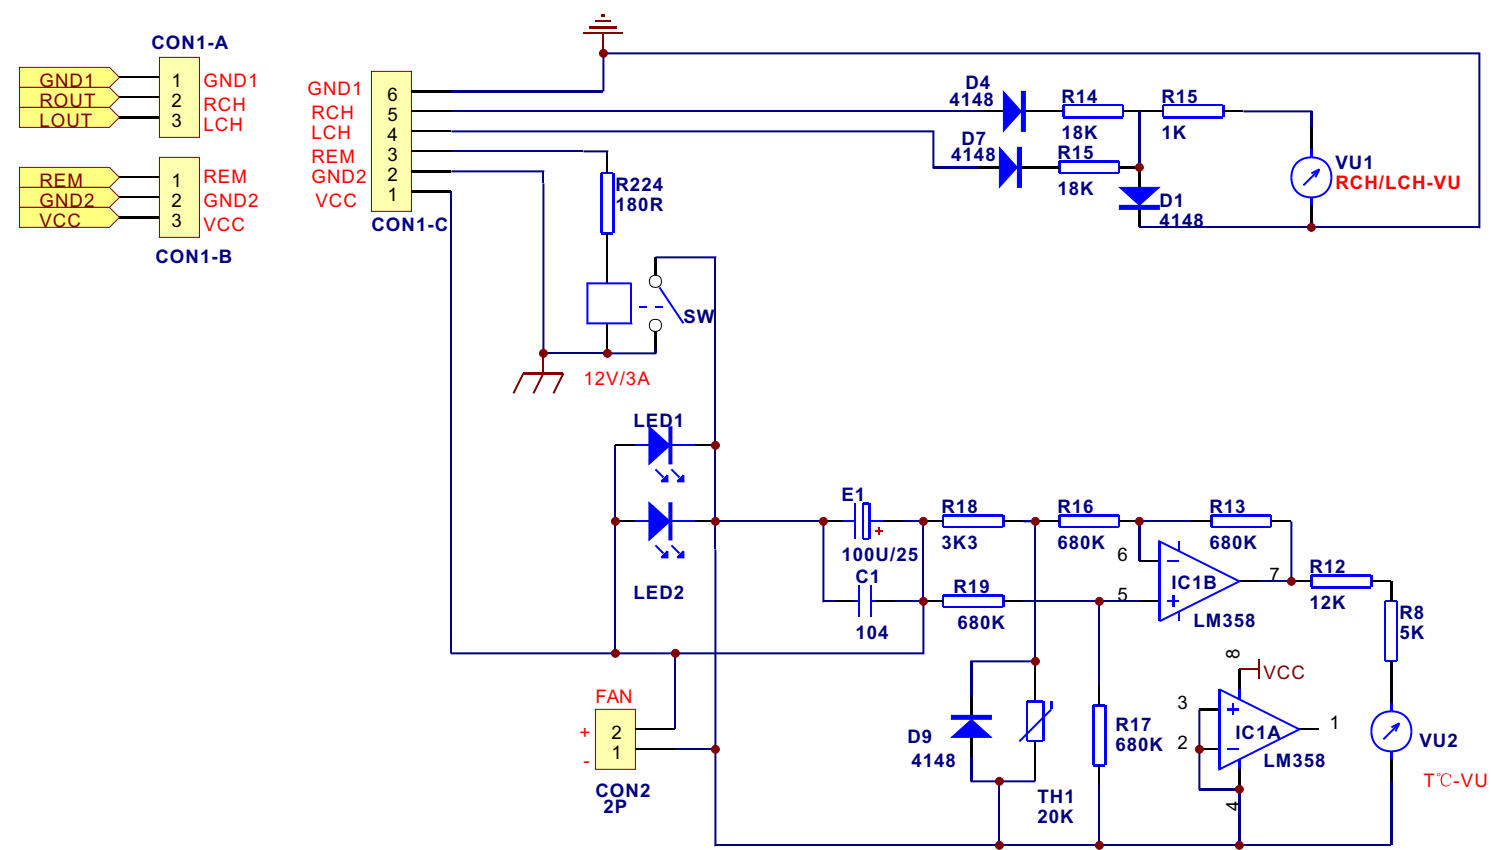 CON1-A
GND1 1 GND1
ROUT 2 RCH
LOUT 3 LCH
REM 1 REM
GND2 2 GND2
VCC 3 VCC
CON1-B
GND1 6
RCH 5
LCH 4
REM 3
GND2 2
VCC 1
CON1-C
R224
180R
SW
12V/3A
D4
4148
R14
18K
R15
1K
D7
4148
R15
18K
D1
4148
VU1
RCH/LCH-VU
LED1
LED2
E1
+
100U/25
C1
104
R18
3K3
R19
680K
R16
680K
R13
680K
6
5
7
IC1B
LM358
R12
12K
R8
5K
FAN
+ 2
- 1
CON2
2P
D9
4148
TH1
20K
R17
680K
8
VCC
3
2
1
IC1A
LM358
4
VU2
T℃-VU